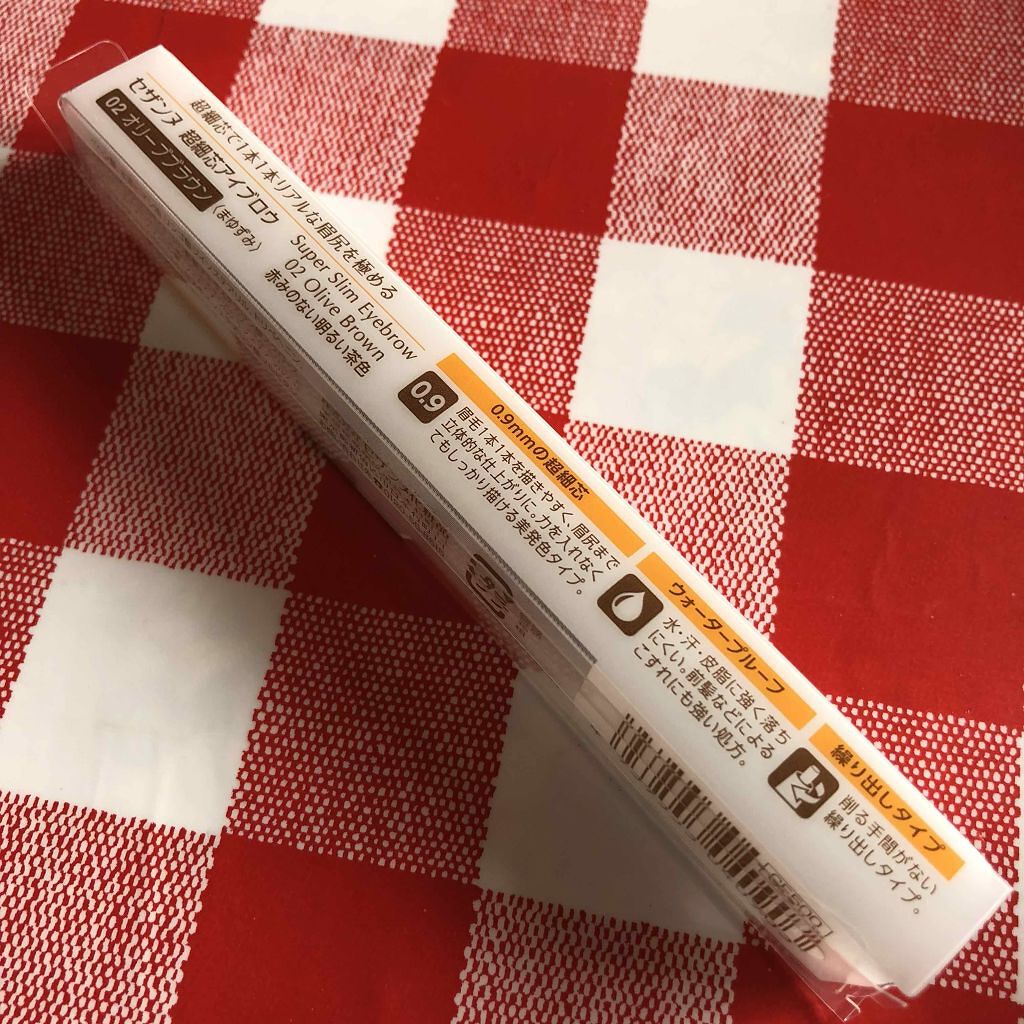 超細芯で1本1本リアルな眉尻を極める
セザンヌ 超細芯アイブロウ
02 オリーブブラウン
〈まゆずみ〉
Super Slim Eyebrow
02 Olive Brown
赤みのない明るい茶色
0.9mmの超細芯
0.9
眉毛1本1本を描きやすく、眉尻まで
立体的な仕上がりに。力を入れなく
てもしっかり描ける美発色タイプ。
ウォータープルーフ
水・汗・皮脂に強く落ち
にくい。前髪などによる
こすれにも強い処方。
繰り出しタイプ
削る手間がない
繰り出しタイプ。